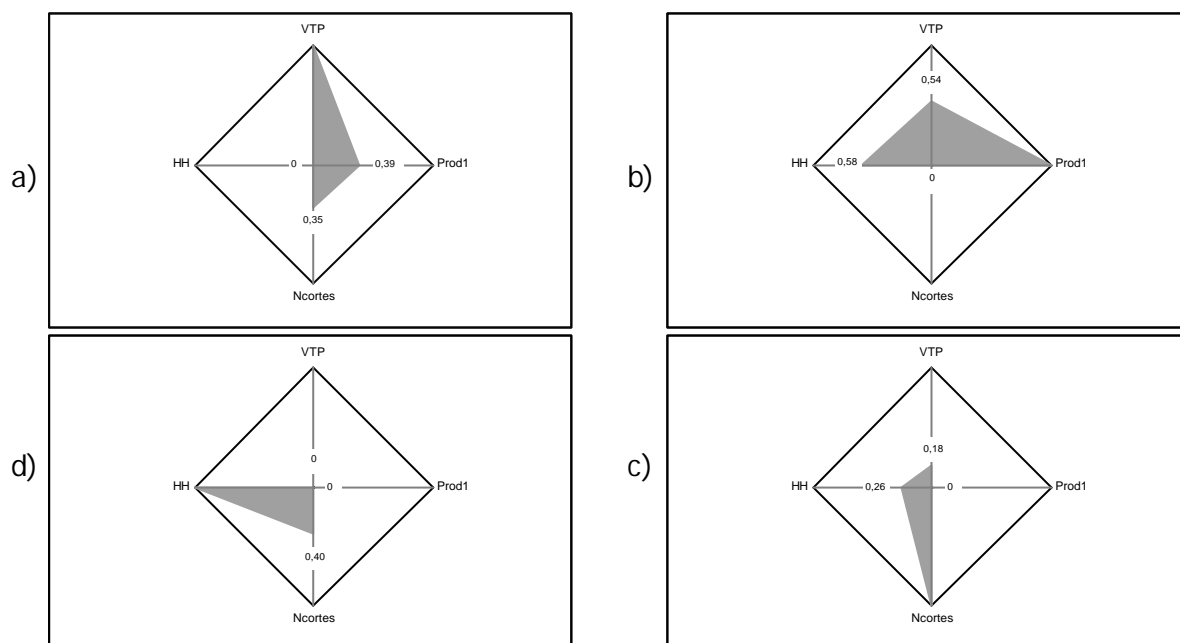 a)
VTP
HH
0
0,39
Prod1
0,35
Ncortes
b)
VTP
0,54
HH
0,58
Prod1
0
Ncortes
d)
VTP
0
HH
0
Prod1
0,40
Ncortes
c)
VTP
0,18
HH
0,26
0
Prod1
Ncortes